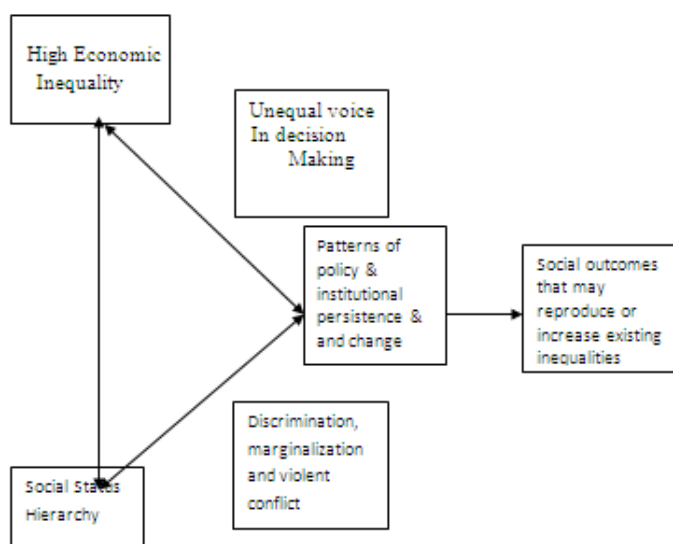 High Economic
Inequality
Unequal voice
In decision
Making
Patterns of
policy &
institutional
persistence &
and change
Social outcomes
that may
reproduce or
increase existing
inequalities
Discrimination,
marginalization
and violent
conflict
Social Status
Hierarchy